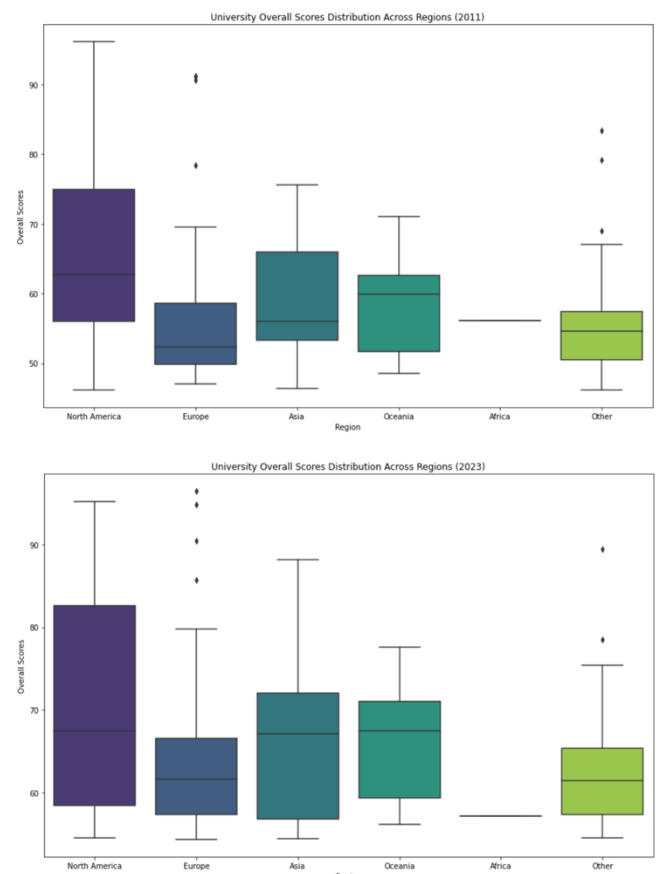 University Overall Scores Distribution Across Regions (2011)
90
80
70
60
50
Overall Scores
North America Europe Asia Oceania Africa Other
Region
University Overall Scores Distribution Across Regions (2023)
90
80
70
60
Overall Scores
North America Europe Asia Oceania Africa Other